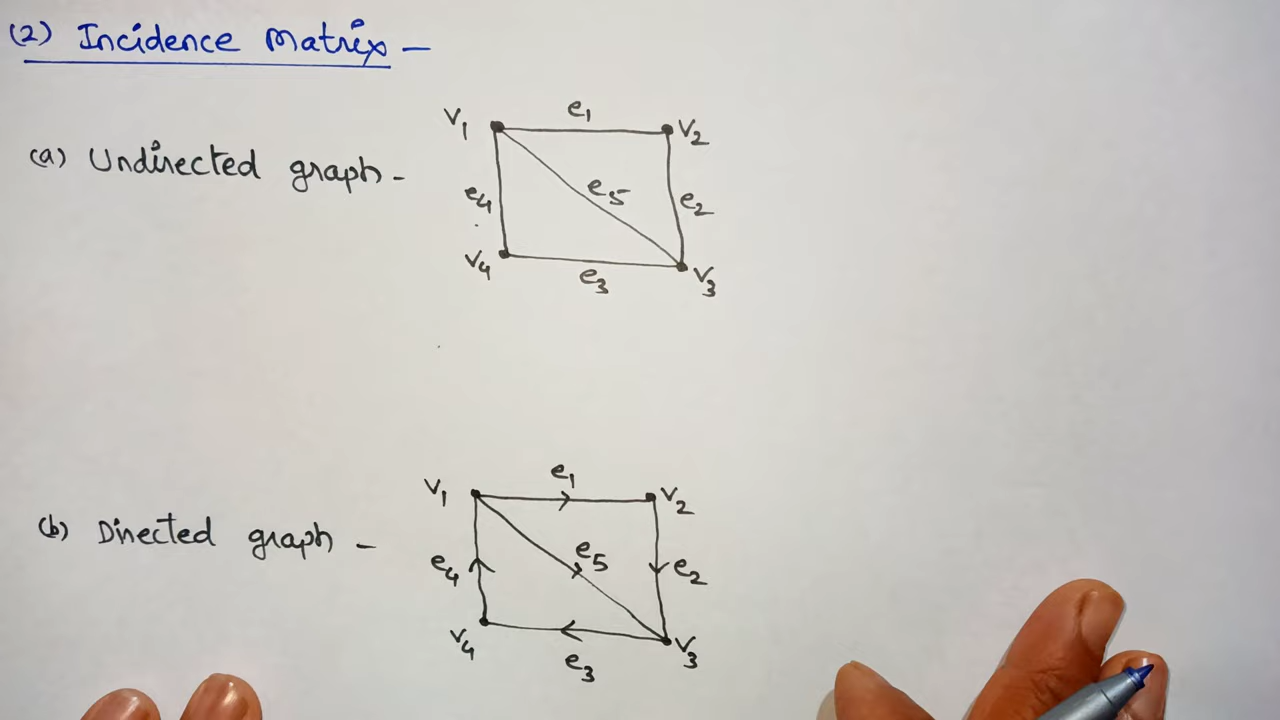 (2) Incidence Matrix -
(a) Undirected graph -
V1 e1 V2
e4 e5 e2
V4 e3 V3
(b) Directed graph -
V1 e1 V2
e4 e5 e2
V4 e3 V3